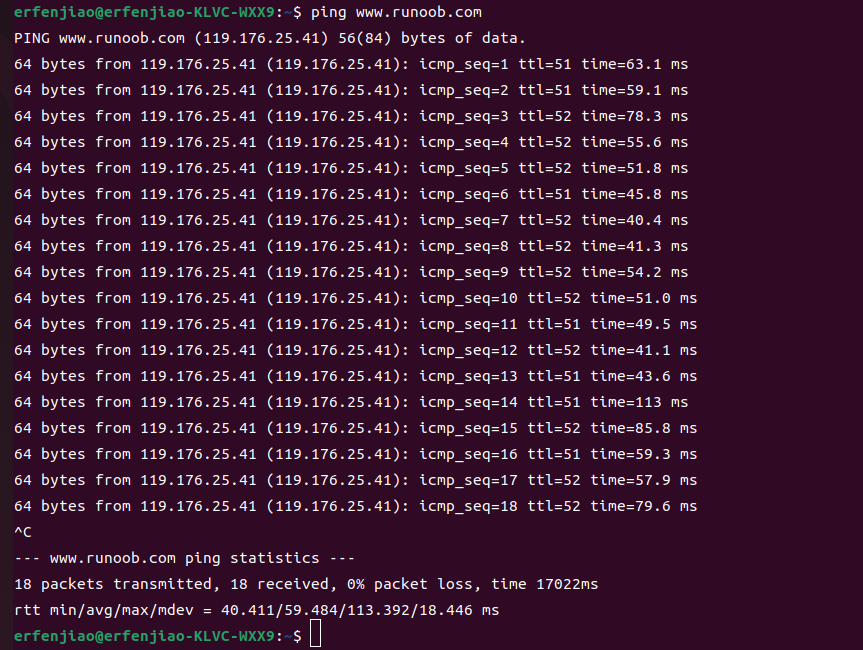 erfenjiao@erfenjiao-KLVC-WXX9:~$ ping www.runoob.com
PING www.runoob.com (119.176.25.41) 56(84) bytes of data.
64 bytes from 119.176.25.41 (119.176.25.41): icmp_seq=1 ttl=51 time=63.1 ms
64 bytes from 119.176.25.41 (119.176.25.41): icmp_seq=2 ttl=51 time=59.1 ms
64 bytes from 119.176.25.41 (119.176.25.41): icmp_seq=3 ttl=52 time=78.3 ms
64 bytes from 119.176.25.41 (119.176.25.41): icmp_seq=4 ttl=52 time=55.6 ms
64 bytes from 119.176.25.41 (119.176.25.41): icmp_seq=5 ttl=52 time=51.8 ms
64 bytes from 119.176.25.41 (119.176.25.41): icmp_seq=6 ttl=51 time=45.8 ms
64 bytes from 119.176.25.41 (119.176.25.41): icmp_seq=7 ttl=52 time=40.4 ms
64 bytes from 119.176.25.41 (119.176.25.41): icmp_seq=8 ttl=52 time=41.3 ms
64 bytes from 119.176.25.41 (119.176.25.41): icmp_seq=9 ttl=52 time=54.2 ms
64 bytes from 119.176.25.41 (119.176.25.41): icmp_seq=10 ttl=52 time=51.0 ms
64 bytes from 119.176.25.41 (119.176.25.41): icmp_seq=11 ttl=51 time=49.5 ms
64 bytes from 119.176.25.41 (119.176.25.41): icmp_seq=12 ttl=52 time=41.1 ms
64 bytes from 119.176.25.41 (119.176.25.41): icmp_seq=13 ttl=51 time=43.6 ms
64 bytes from 119.176.25.41 (119.176.25.41): icmp_seq=14 ttl=51 time=113 ms
64 bytes from 119.176.25.41 (119.176.25.41): icmp_seq=15 ttl=52 time=85.8 ms
64 bytes from 119.176.25.41 (119.176.25.41): icmp_seq=16 ttl=51 time=59.3 ms
64 bytes from 119.176.25.41 (119.176.25.41): icmp_seq=17 ttl=52 time=57.9 ms
64 bytes from 119.176.25.41 (119.176.25.41): icmp_seq=18 ttl=52 time=79.6 ms
^C
--- www.runoob.com ping statistics ---
18 packets transmitted, 18 received, 0% packet loss, time 17022ms
rtt min/avg/max/mdev = 40.411/59.484/113.392/18.446 ms
erfenjiao@erfenjiao-KLVC-WXX9:~$